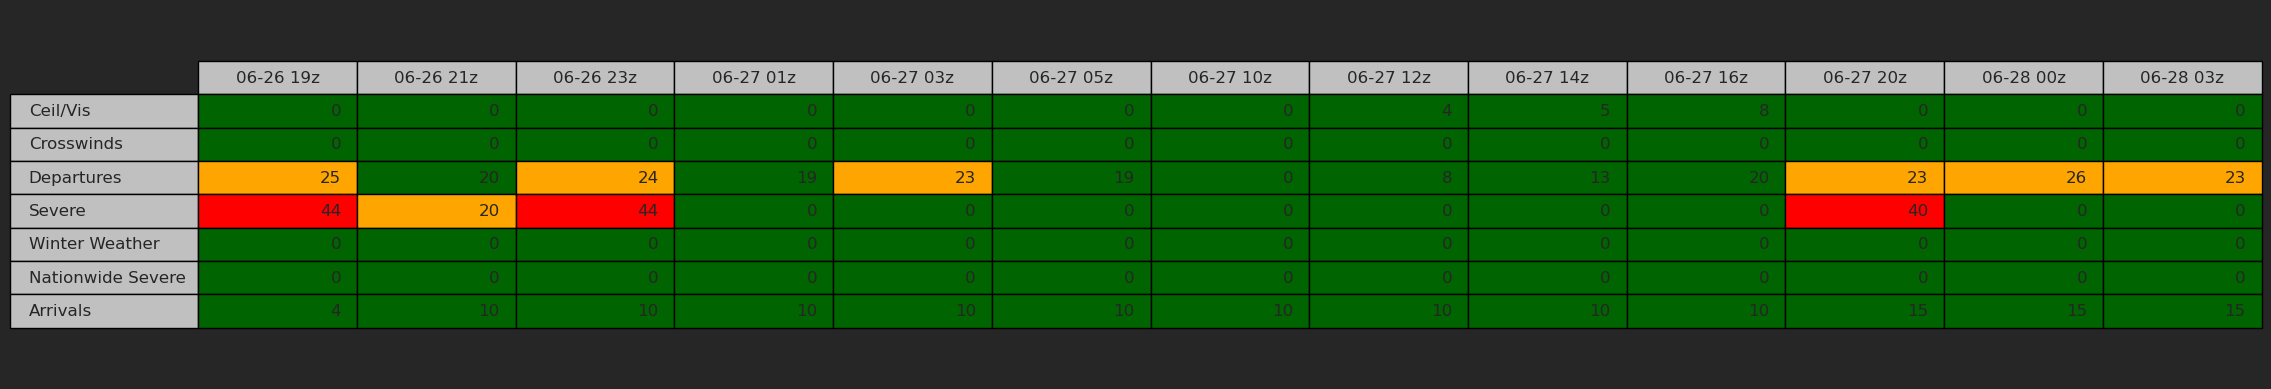 06-26 19z 06-26 21z 06-26 23z 06-27 01z 06-27 03z 06-27 05z 06-27 10z 06-27 12z 06-27 14z 06-27 16z 06-27 20z 06-28 00z 06-28 03z
Ceil/Vis 0 0 0 0 0 0 0 4 5 8 0 0 0
Crosswinds 0 0 0 0 0 0 0 0 0 0 0 0 0
Departures 25 20 24 19 23 19 0 8 13 20 23 26 23
Severe 44 20 44 0 0 0 0 0 0 0 40 0 0
Winter Weather 0 0 0 0 0 0 0 0 0 0 0 0 0
Nationwide Severe 0 0 0 0 0 0 0 0 0 0 0 0 0
Arrivals 4 10 10 10 10 10 10 10 10 10 15 15 15